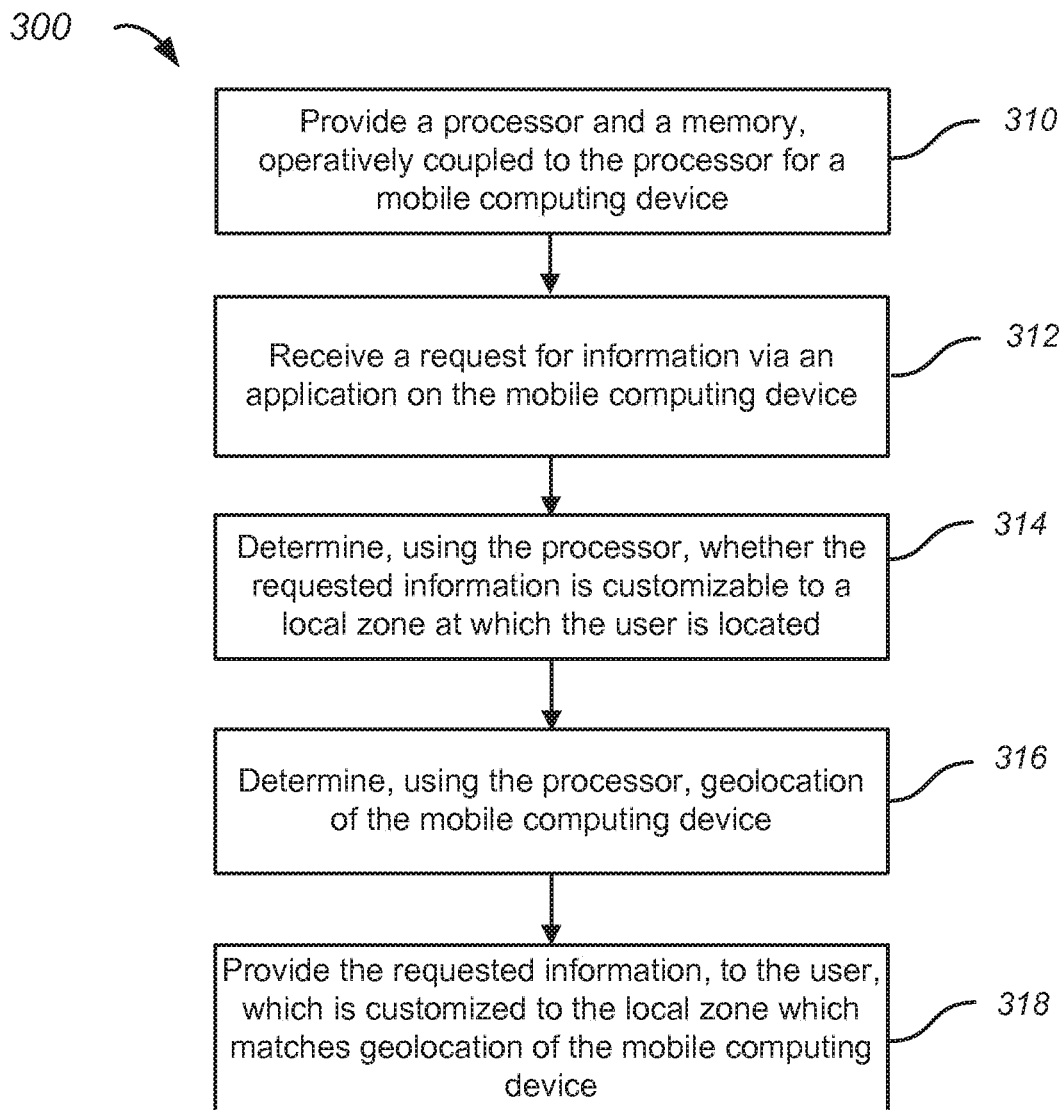 300
Provide a processor and a memory,
operatively coupled to the processor for a
mobile computing device
310
Receive a request for information via an
application on the mobile computing device
312
Determine, using the processor, whether the
requested information is customizable to a
local zone at which the user is located
314
Determine, using the processor, geolocation
of the mobile computing device
316
Provide the requested information, to the user,
which is customized to the local zone which
matches geolocation of the mobile computing
device
318